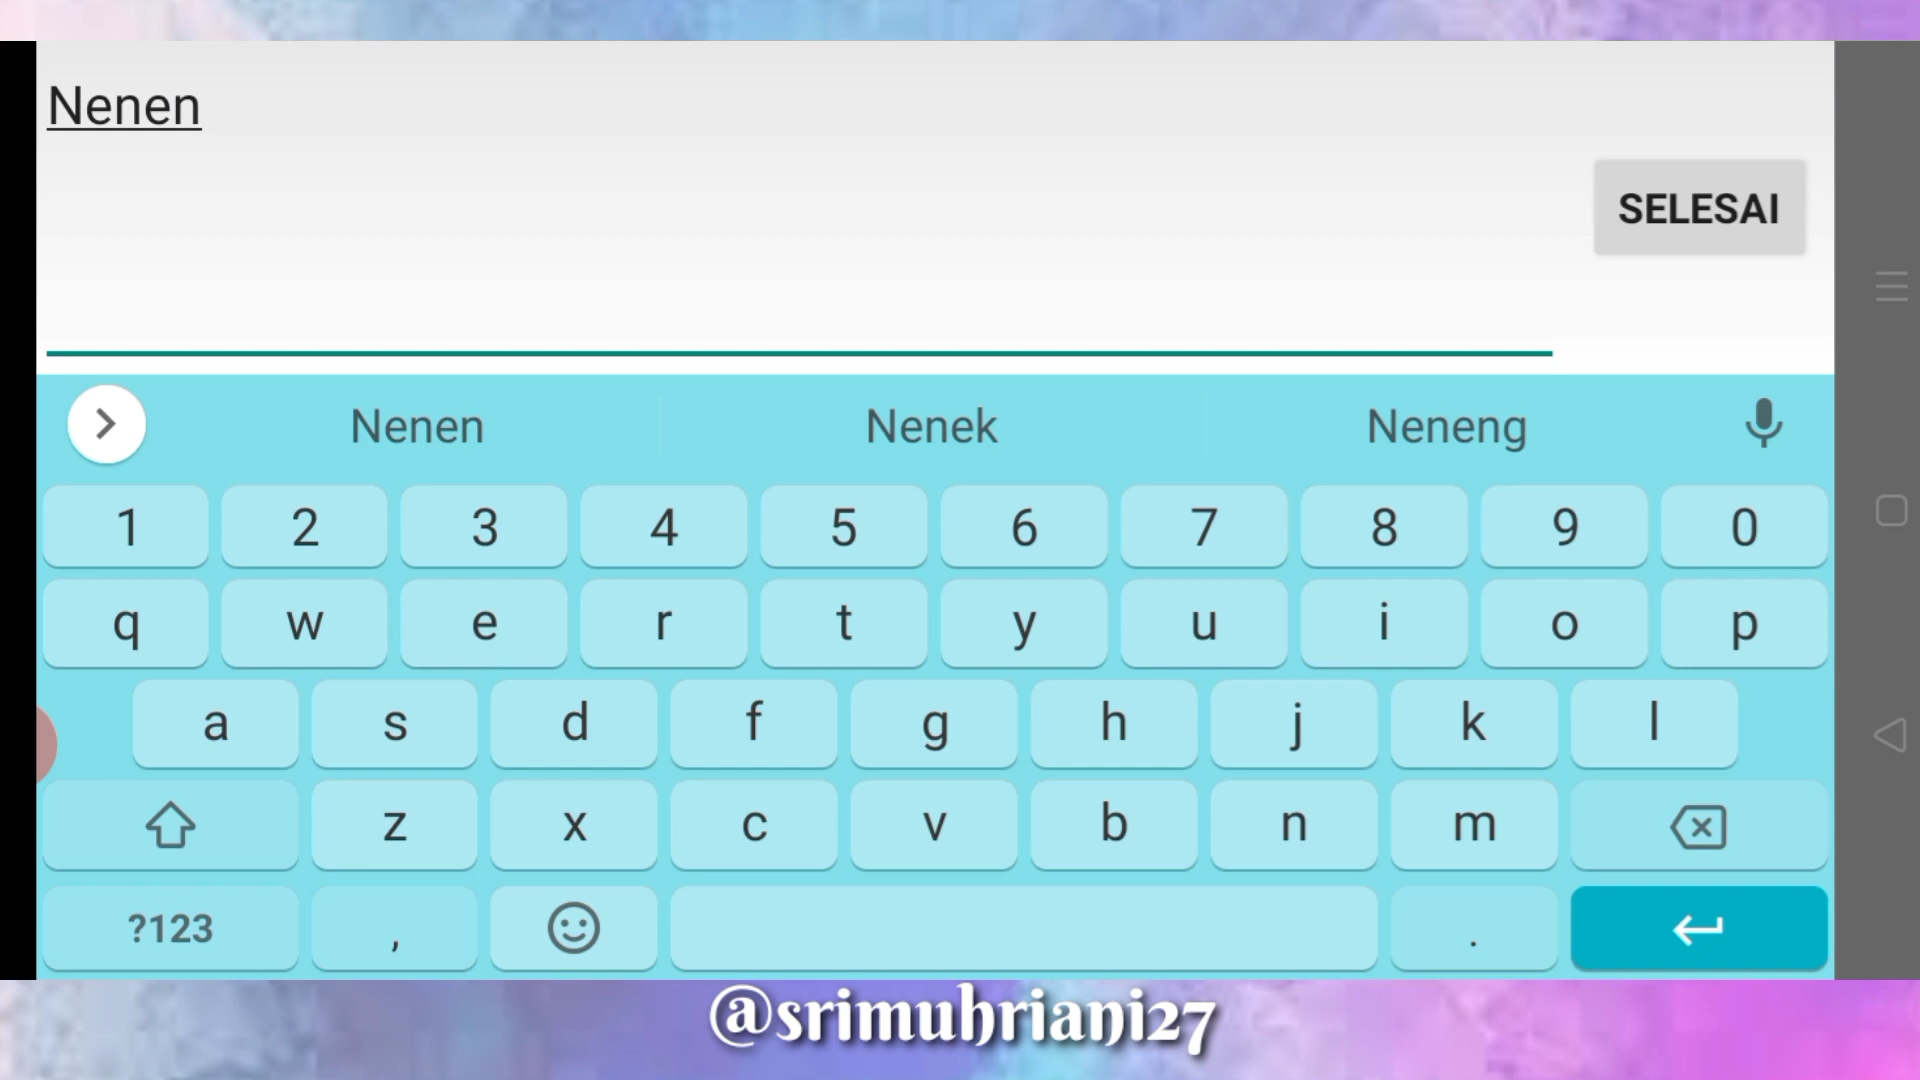 Nenen
SELESAI
Nenen Nenek Neneng
1 2 3 4 5 6 7 8 9 0
q w e r t y u i o p
a s d f g h j k l
z x c v b n m
?123 , .
@srimuhriani27